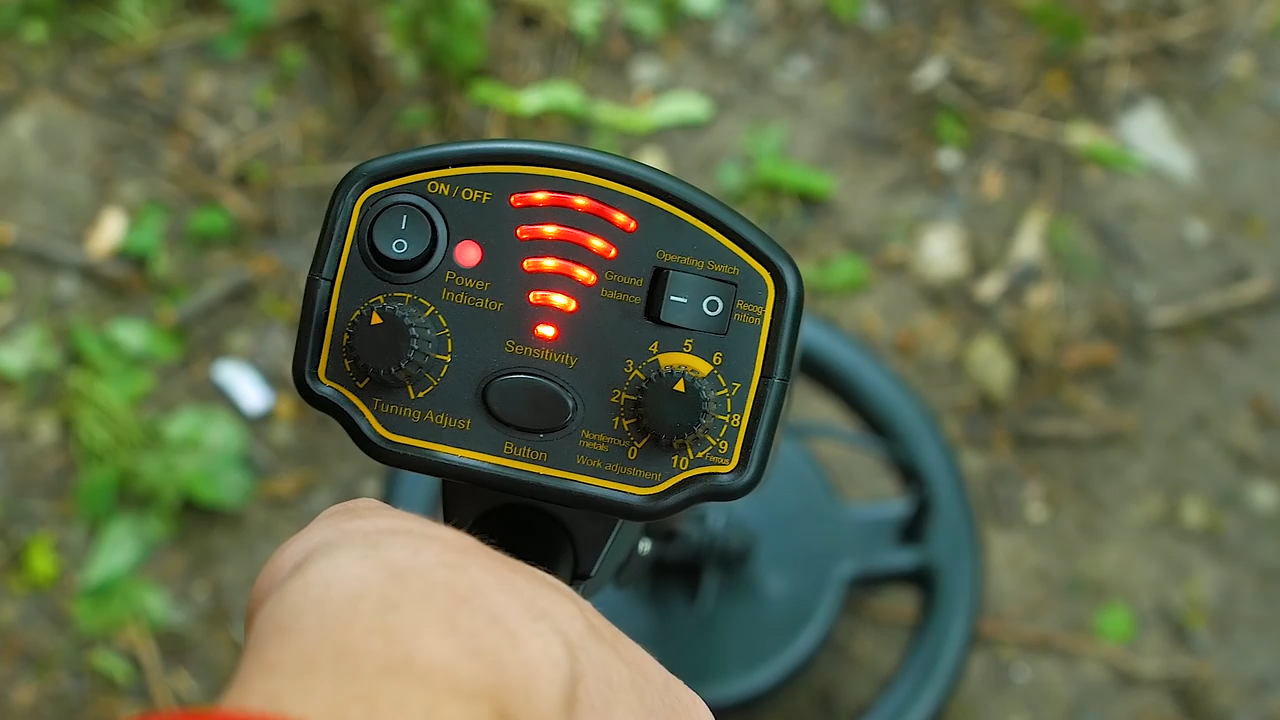 ON / OFF
Power
Indicator
Ground
balance
Operating Switch
Recog-
nition
Sensitivity
Tuning Adjust
Button
Nonferrous
metals
0
1
2
3
4
5
6
7
8
9
10
Ferrous
Work adjustment